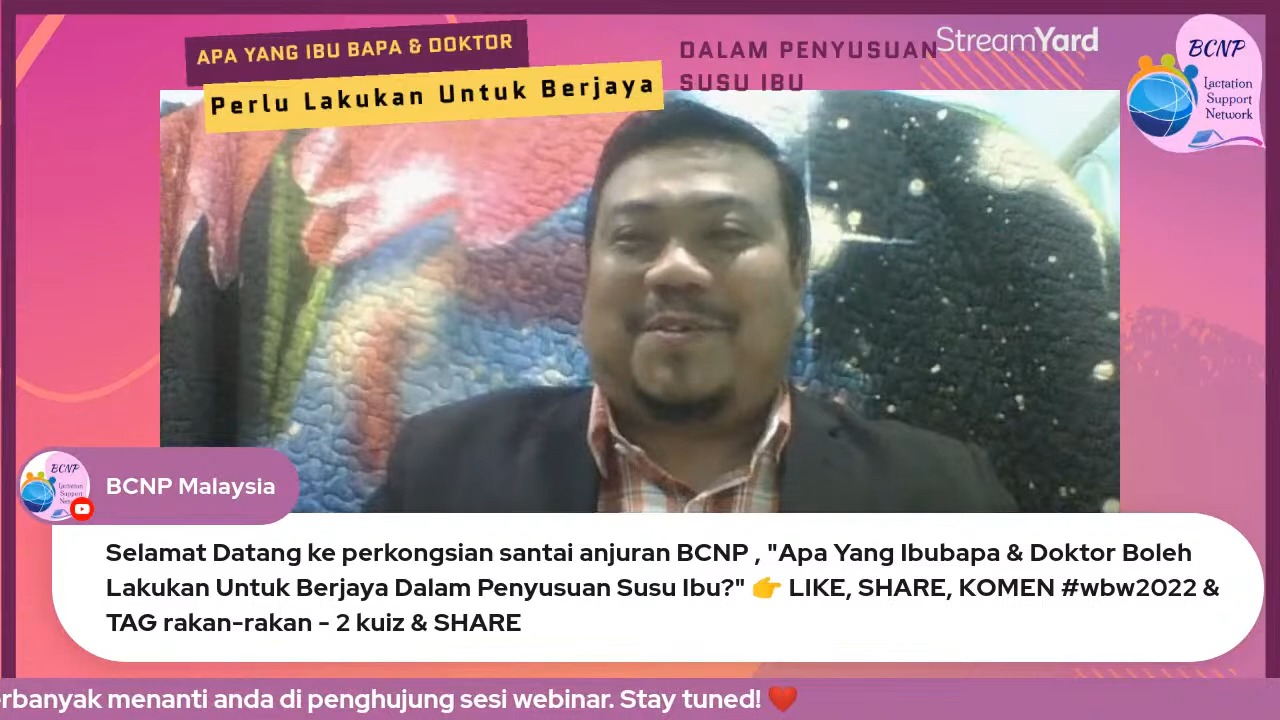 APA YANG IBU BAPA & DOKTOR
Perlu Lakukan Untuk Berjaya
DALAM PENYUSUAN
SUSU IBU
StreamYard
BCNP
Lactation
Support
Network
BCNP
Lactation
Support
BCNP Malaysia
Selamat Datang ke perkongsian santai anjuran BCNP , "Apa Yang Ibubapa & Doktor Boleh
Lakukan Untuk Berjaya Dalam Penyusuan Susu Ibu?" 👉 LIKE, SHARE, KOMEN #wbw2022 &
TAG rakan-rakan - 2 kuiz & SHARE
erbanyak menanti anda di penghujung sesi webinar. Stay tuned! ❤️